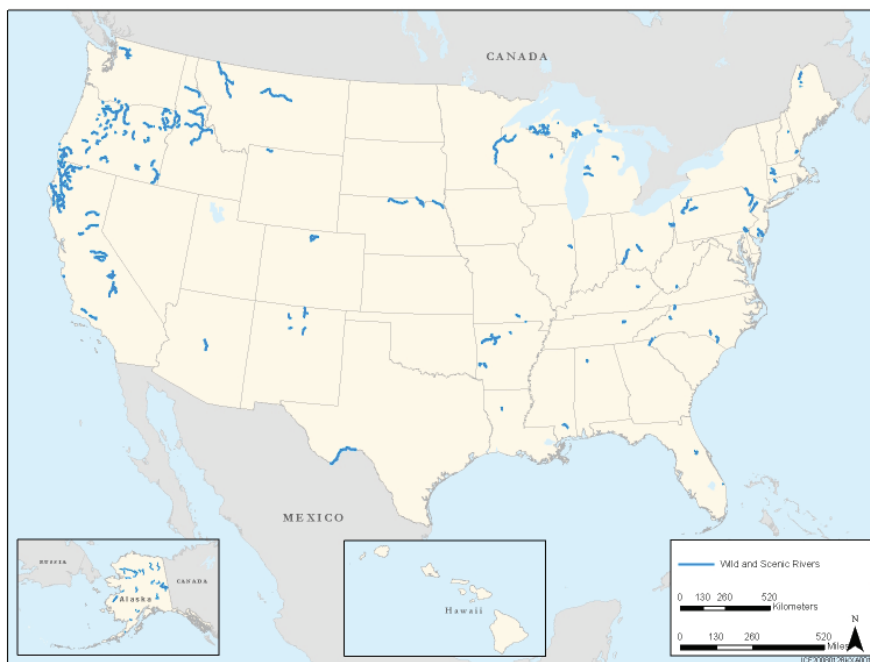 CANADA
MEXICO
RUSSIA
CANADA
Alaska
Hawaii
Wild and Scenic Rivers
0 130 260 520
Kilometers
N
0 130 260 520
Miles